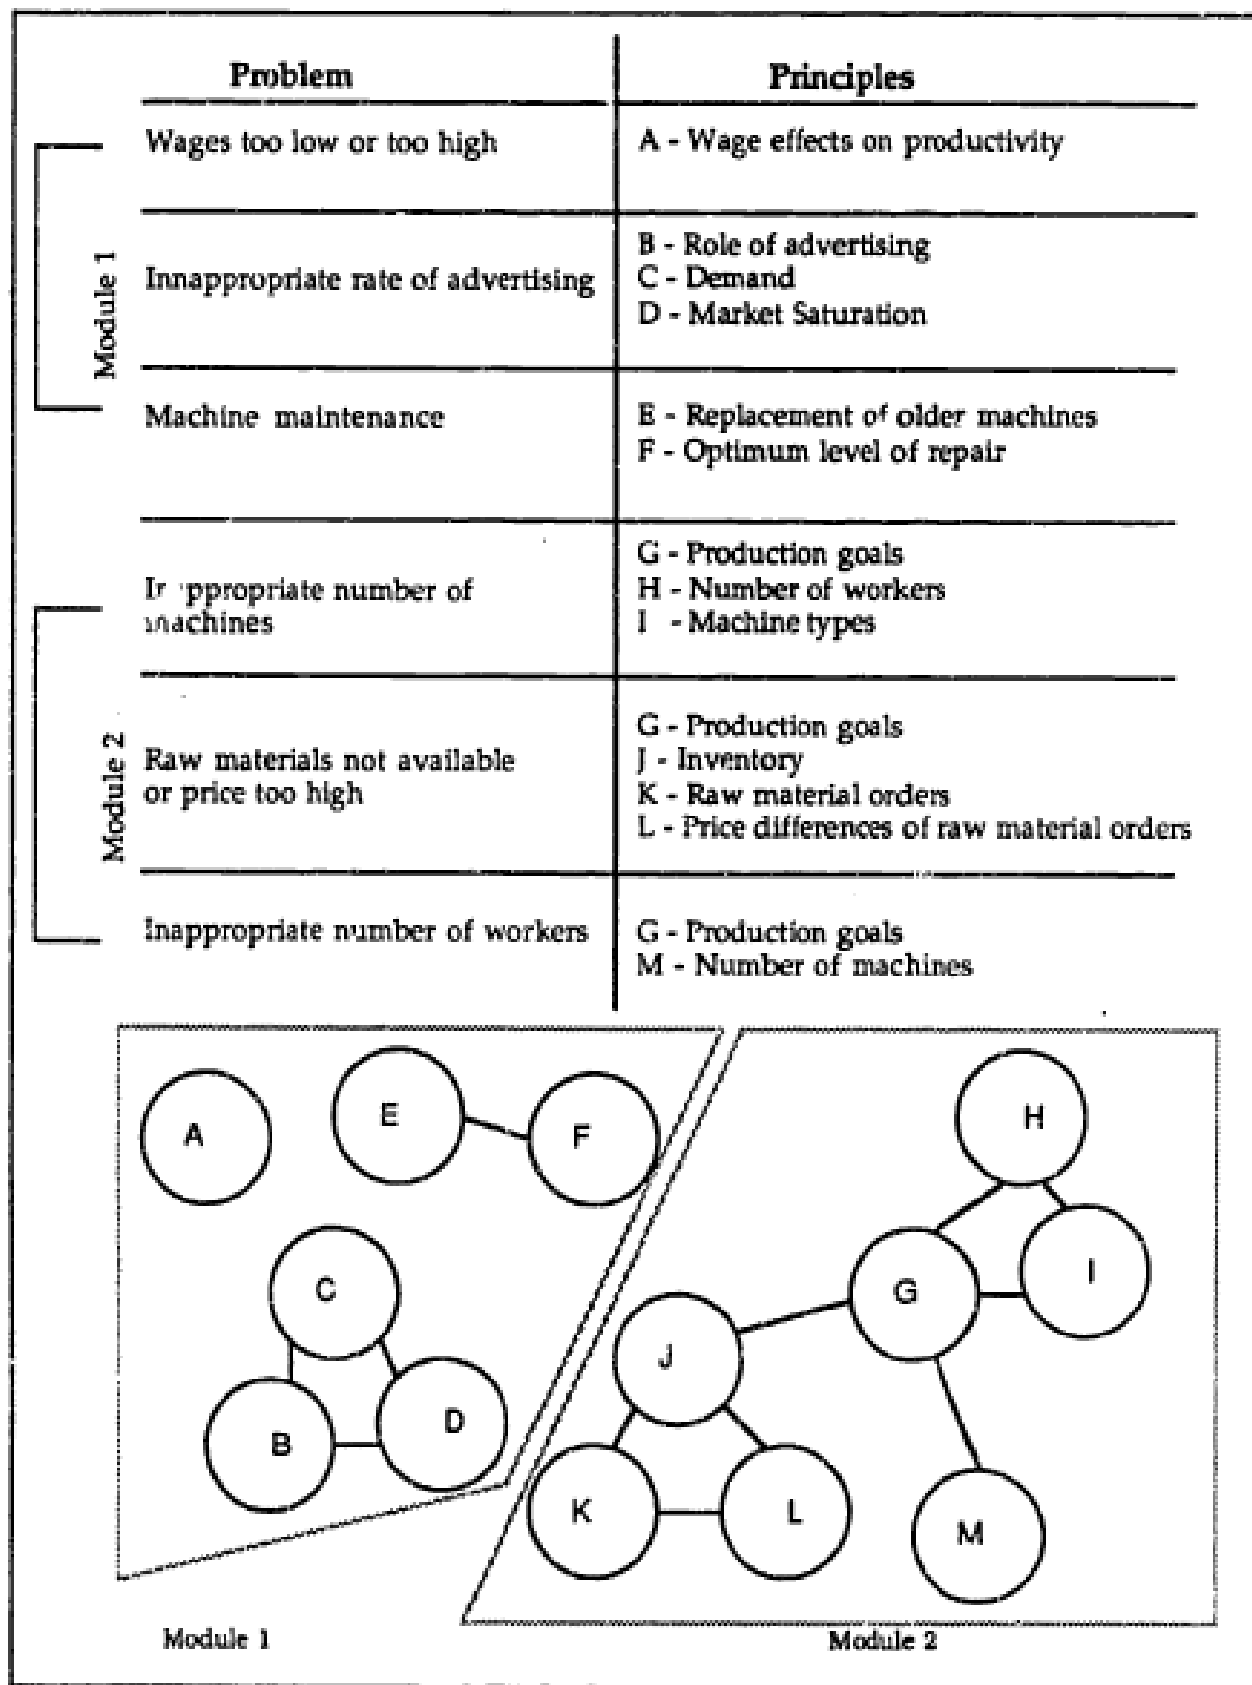 Problem
Principles
Module 1
Wages too low or too high
A - Wage effects on productivity
Innappropriate rate of advertising
B - Role of advertising
C - Demand
D - Market Saturation
Machine maintenance
E - Replacement of older machines
F - Optimum level of repair
Module 2
number of
G - Production goals
H - Number of workers
I - Machine types
Raw materials not available
or price too high
G - Production goals
J - Inventory
K - Raw material orders
L - Price differences of raw material orders
Inappropriate number of workers
G - Production goals
M - Number of machines
A
E
F
C
B
D
H
G
I
J
K
L
M
Module 1
Module 2